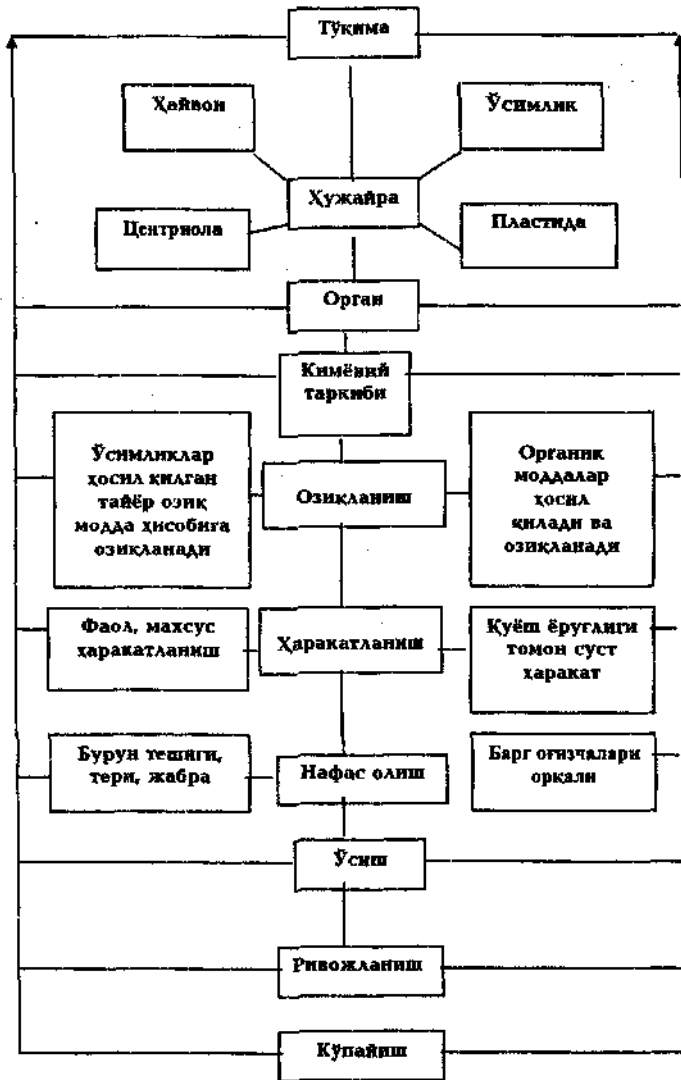 Тўқима
Ҳайвон
Ўсимлик
Ҳужайра
Центриола
Пластида
Орган
Кимёвий
таркиби
Ўсимликлар
ҳосил қилган
тайёр озиқ
модда ҳисобига
озиқланади
Озиқланиш
Органик
моддалар
ҳосил
қилади ва
озиқланади
Фаол, махсус
ҳаракатланиш
Ҳаракатланиш
Қуёш ёруғлиги
томон суст
ҳаракат
Бурун тешиги,
тери, жабра
Нафас олиш
Барг оғизчалари
орқали
Ўсиш
Ривожланиш
Кўпайиш